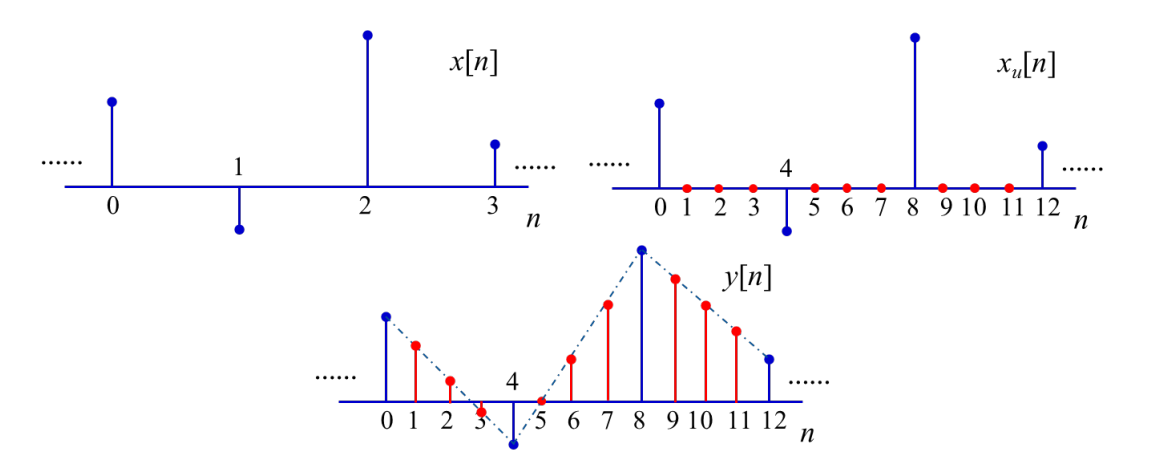 x[n]
......
1
......
0 2 3 n
x_u[n]
......
4
......
0 1 2 3 5 6 7 8 9 10 11 12 n
y[n]
......
4
......
0 1 2 3 5 6 7 8 9 10 11 12 n